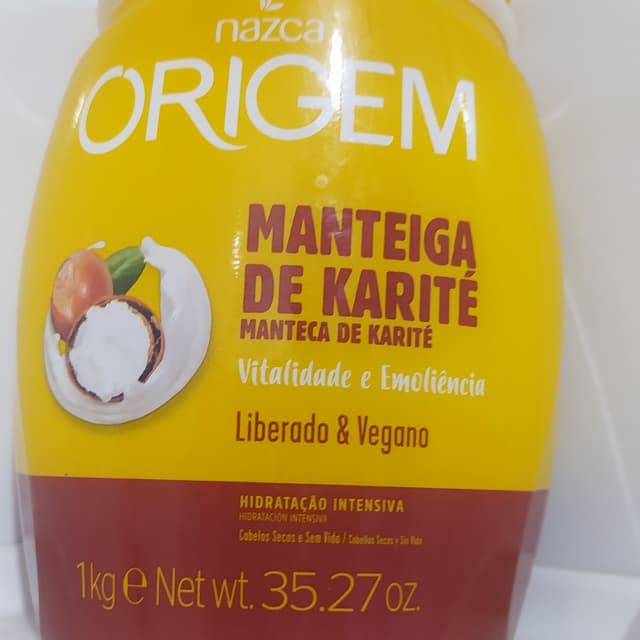 nazca
ORIGEM
MANTEIGA
DE KARITÉ
MANTECA DE KARITÉ
Vitalidade e Emoliência
Liberado & Vegano
HIDRATAÇÃO INTENSIVA
HIDRATACIÓN INTENSIVA
Cabelos Secos e Sem Vida / Cabellos Secos y Sin Vida
1kg e Net wt. 35.27 oz.